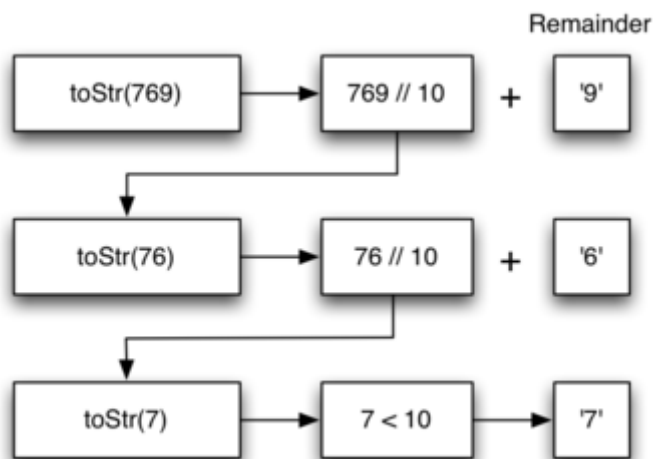 Remainder
toStr(769)
769 // 10
+
'9'
toStr(76)
76 // 10
+
'6'
toStr(7)
7 < 10
'7'